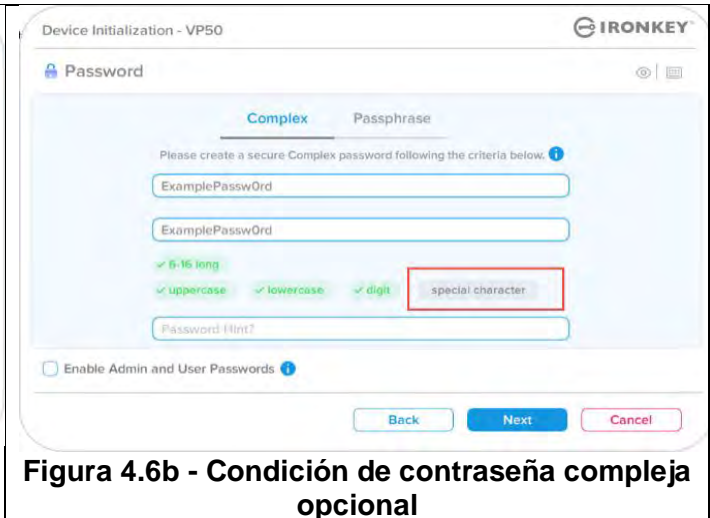 Device Initialization - VP50
IRONKEY
Password
Complex Passphrase
Please create a secure Complex password following the criteria below.
ExamplePassw0rd
ExamplePassw0rd
✓ 6-16 long
✓ uppercase ✓ lowercase ✓ digit special character
Password Hint?
Enable Admin and User Passwords
Back Next Cancel
Figura 4.6b - Condición de contraseña compleja
opcional